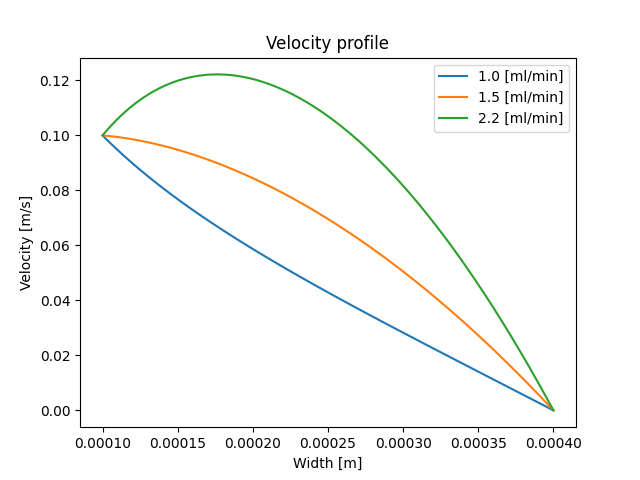 Velocity profile
1.0 [ml/min]
1.5 [ml/min]
2.2 [ml/min]
Velocity [m/s]
0.12
0.10
0.08
0.06
0.04
0.02
0.00
0.00010 0.00015 0.00020 0.00025 0.00030 0.00035 0.00040
Width [m]